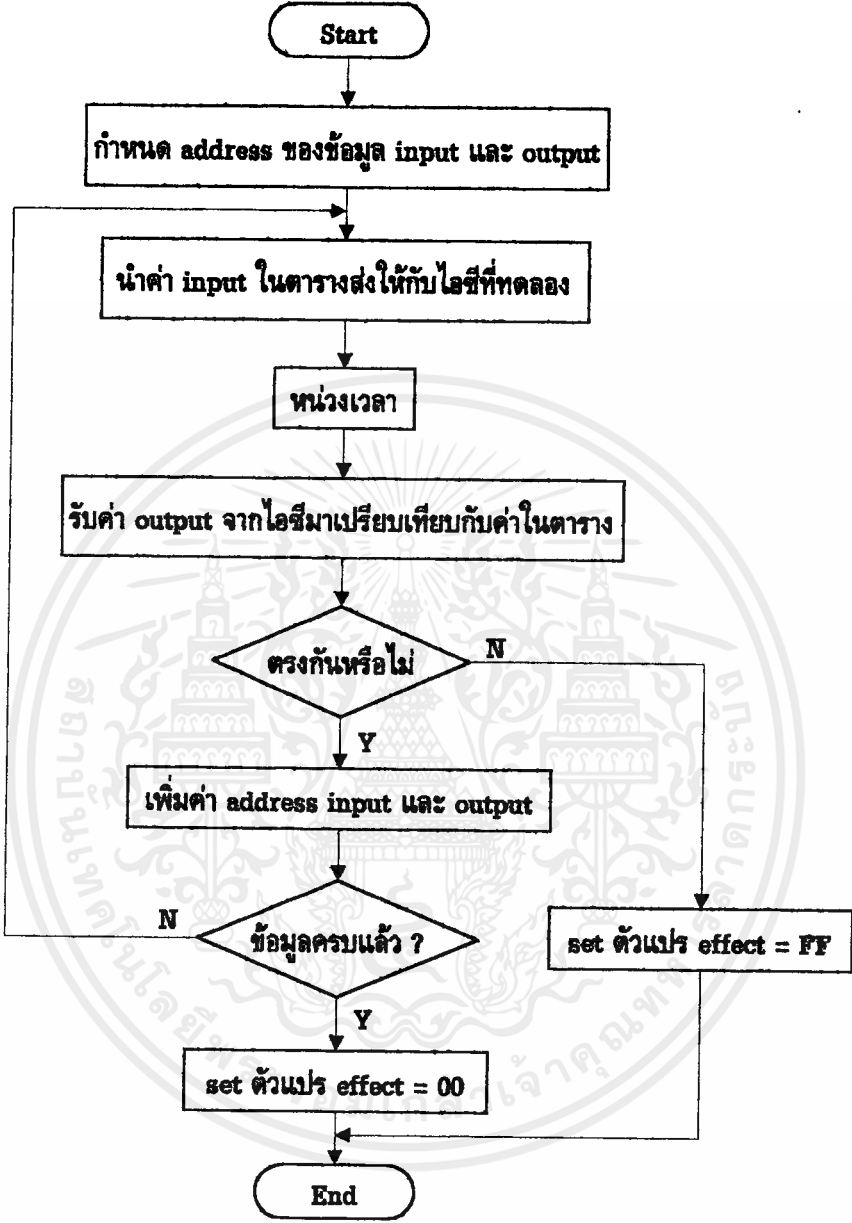 Start
กำหนด address ของข้อมูล input และ output
นำค่า input ในตารางส่งให้กับไอซีที่ทดลอง
หน่วงเวลา
รับค่า output จากไอซีมาเปรียบเทียบกับค่าในตาราง
ตรงกันหรือไม่
N
Y
เพิ่มค่า address input และ output
N
ข้อมูลครบแล้ว ?
set ตัวแปร effect = FF
Y
set ตัวแปร effect = 00
End